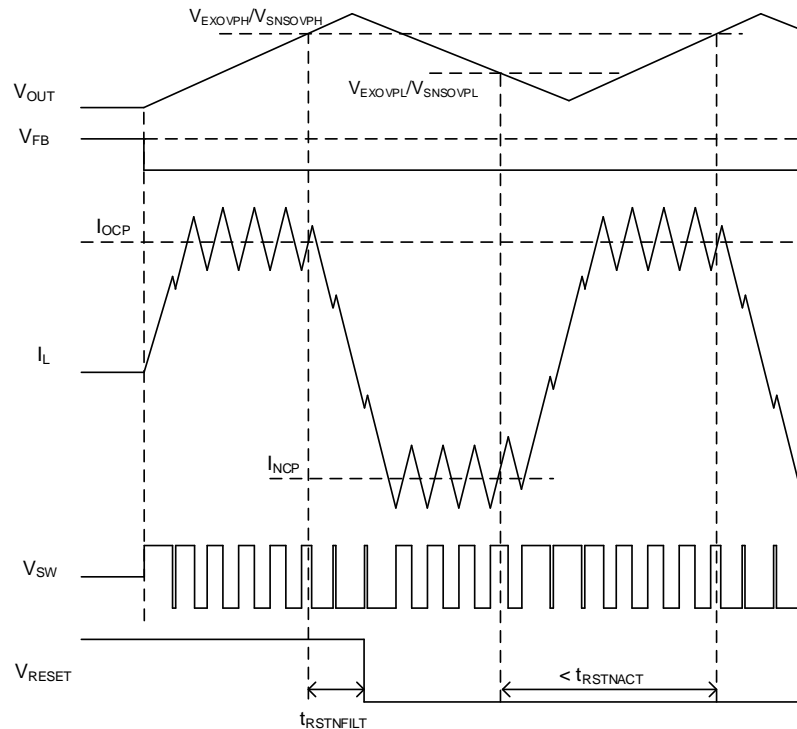 VEXOVPH/VSNSOVPH
VEXOVPL/VSNSOVPL
VOUT
VFB
IOCP
IL
INCP
VSW
VRESET
< tRSTNACT
tRSTNFILT